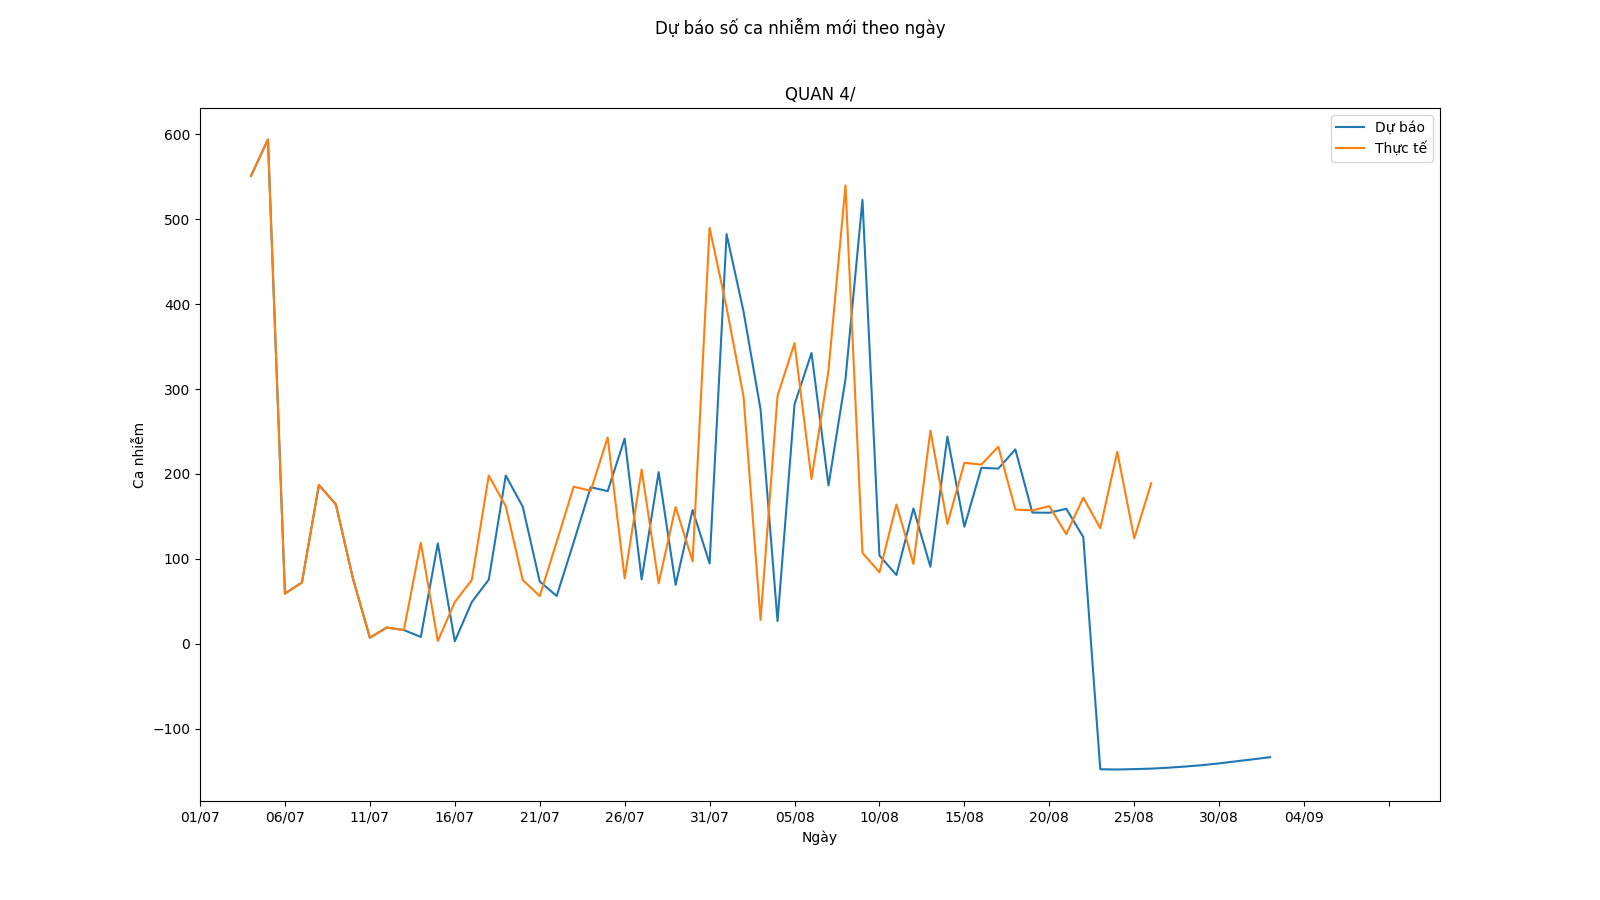 Dự báo số ca nhiễm mới theo ngày
QUAN 4/
Dự báo
Thực tế
600
500
400
300
200
100
0
−100
Ca nhiễm
01/07 06/07 11/07 16/07 21/07 26/07 31/07 05/08 10/08 15/08 20/08 25/08 30/08 04/09
Ngày